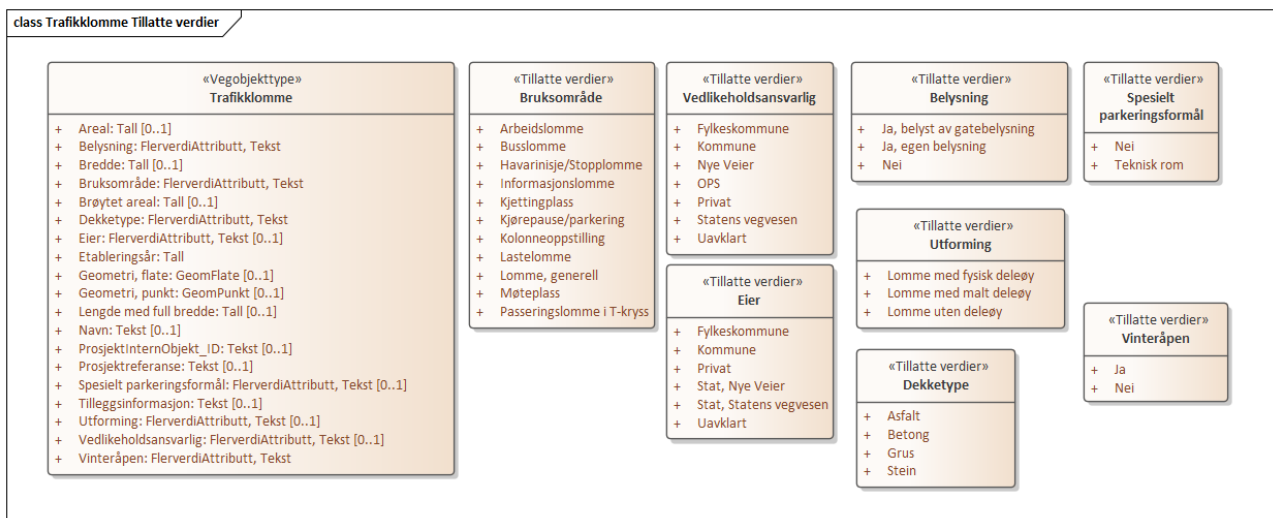 class Trafikklomme Tillatte verdier
«Vegobjekttype»
Trafikklomme
+ Areal: Tall [0..1]
+ Belysning: FlerverdiAttributt, Tekst
+ Bredde: Tall [0..1]
+ Bruksområde: FlerverdiAttributt, Tekst
+ Brøytet areal: Tall [0..1]
+ Dekketype: FlerverdiAttributt, Tekst
+ Eier: FlerverdiAttributt, Tekst [0..1]
+ Etableringsår: Tall
+ Geometri, flate: GeomFlate [0..1]
+ Geometri, punkt: GeomPunkt [0..1]
+ Lengde med full bredde: Tall [0..1]
+ Navn: Tekst [0..1]
+ ProsjektInternObjekt_ID: Tekst [0..1]
+ Prosjektreferanse: Tekst [0..1]
+ Spesielt parkeringsformål: FlerverdiAttributt, Tekst [0..1]
+ Tilleggsinformasjon: Tekst [0..1]
+ Utforming: FlerverdiAttributt, Tekst [0..1]
+ Vedlikeholdsansvarlig: FlerverdiAttributt, Tekst [0..1]
+ Vinteråpen: FlerverdiAttributt, Tekst
«Tillatte verdier»
Bruksområde
+ Arbeidslomme
+ Busslomme
+ Havarinisje/Stopplomme
+ Informasjonslomme
+ Kjettingplass
+ Kjørepause/parkering
+ Kolonneoppstilling
+ Lastelomme
+ Lomme, generell
+ Møteplass
+ Passeringslomme i T-kryss
«Tillatte verdier»
Vedlikeholdsansvarlig
+ Fylkeskommune
+ Kommune
+ Nye Veier
+ OPS
+ Privat
+ Statens vegvesen
+ Uavklart
«Tillatte verdier»
Eier
+ Fylkeskommune
+ Kommune
+ Privat
+ Stat, Nye Veier
+ Stat, Statens vegvesen
+ Uavklart
«Tillatte verdier»
Belysning
+ Ja, belyst av gatebelysning
+ Ja, egen belysning
+ Nei
«Tillatte verdier»
Utforming
+ Lomme med fysisk deleøy
+ Lomme med malt deleøy
+ Lomme uten deleøy
«Tillatte verdier»
Dekketype
+ Asfalt
+ Betong
+ Grus
+ Stein
«Tillatte verdier»
Spesielt
parkeringsformål
+ Nei
+ Teknisk rom
«Tillatte verdier»
Vinteråpen
+ Ja
+ Nei